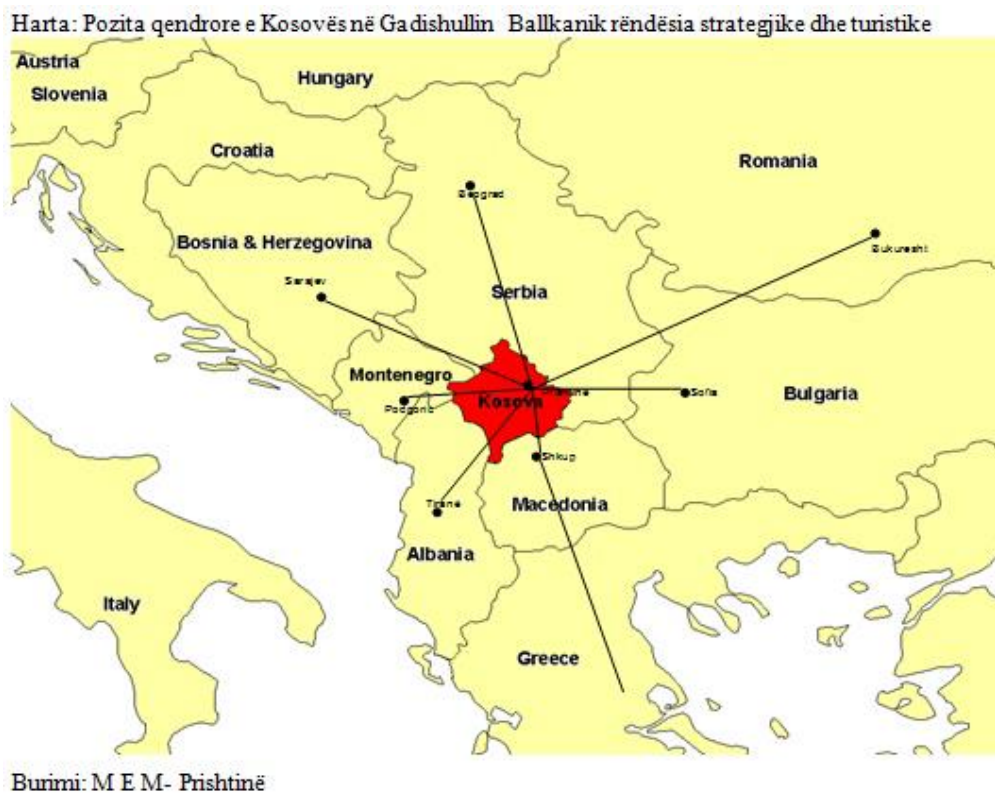 Harta: Pozita qendrore e Kosovës në Gadishullin Ballkanik rëndësia strategjike dhe turistike
Austria
Slovenia
Hungary
Croatia
Romania
Beograd
Bosnia & Herzegovina
Bukuresht
Sarajev
Serbia
Montenegro
Bulgaria
Sofia
Kosova
Podgoric
Shkup
Macedonia
Tiranë
Albania
Italy
Greece
Burimi: M E M- Prishtinë